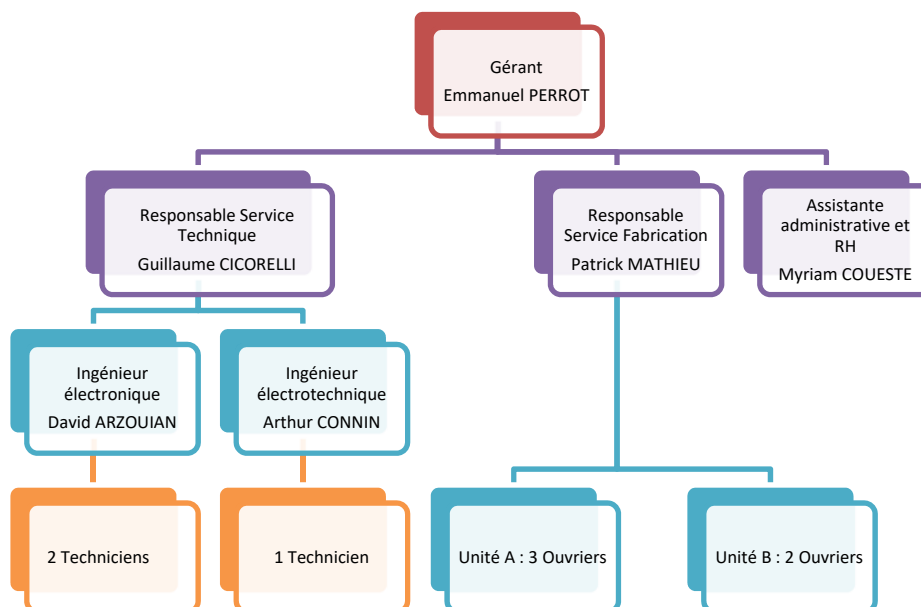 Gérant
Emmanuel PERROT
Responsable Service
Technique
Guillaume CICORELLI
Responsable
Service Fabrication
Patrick MATHIEU
Assistante
administrative et
RH
Myriam COUESTE
Ingénieur
électronique
David ARZOUIAN
Ingénieur
électrotechnique
Arthur CONNIN
2 Techniciens
1 Technicien
Unité A : 3 Ouvriers
Unité B : 2 Ouvriers